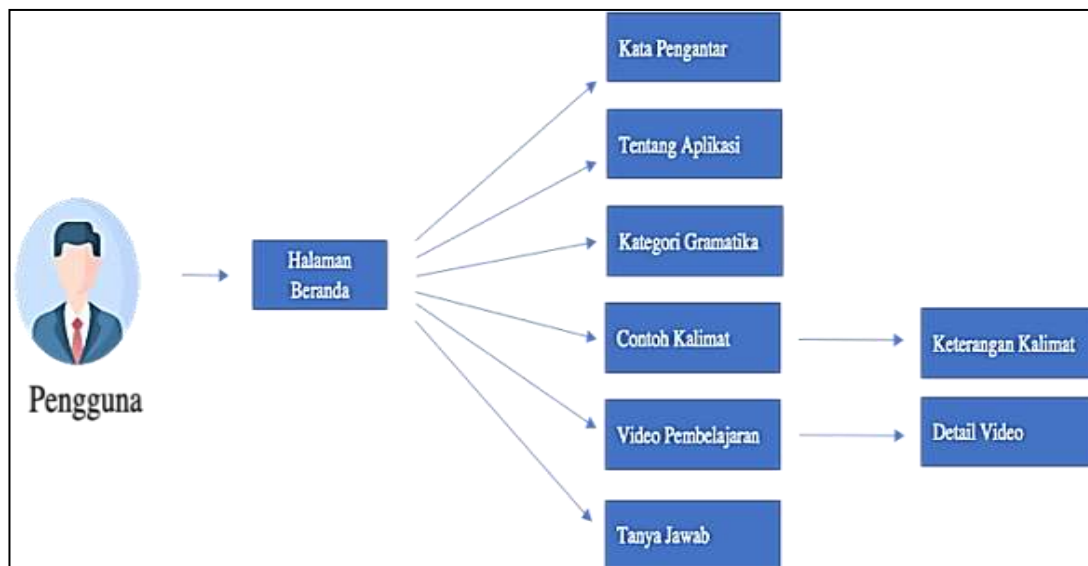 Pengguna
Halaman
Beranda
Kata Pengantar
Tentang Aplikasi
Kategori Gramatika
Contoh Kalimat
Video Pembelajaran
Tanya Jawab
Keterangan Kalimat
Detail Video